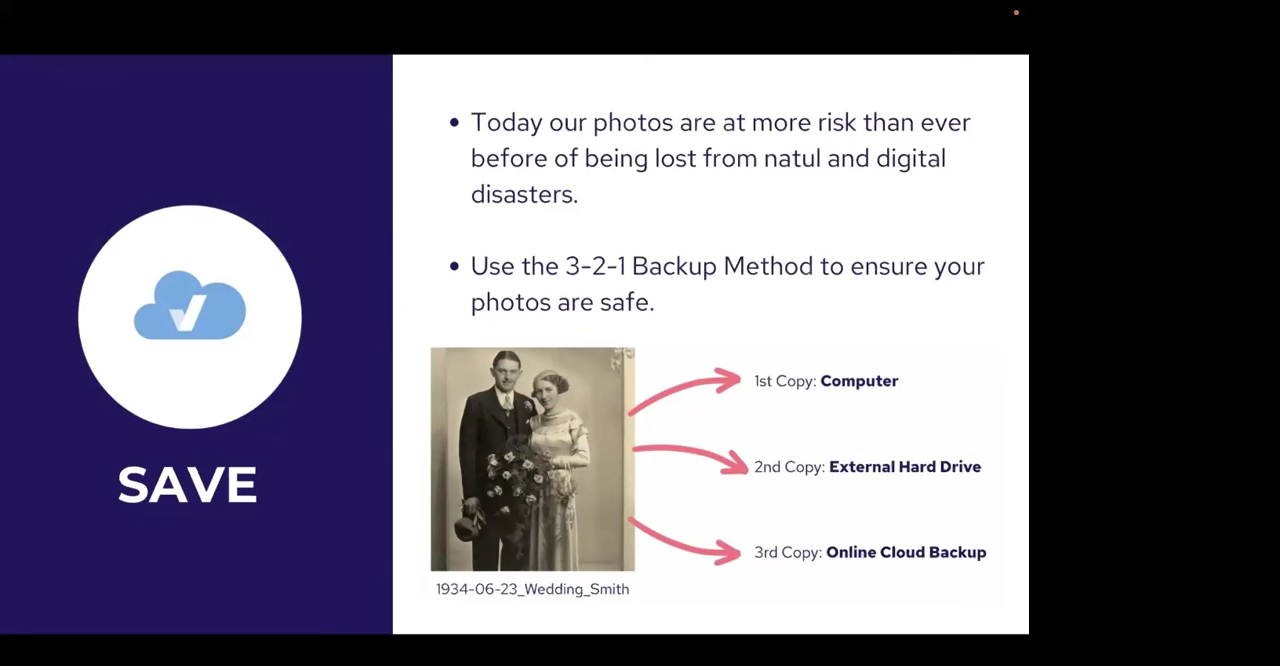 Today our photos are at more risk than ever
before of being lost from natul and digital
disasters.
Use the 3-2-1 Backup Method to ensure your
photos are safe.
1st Copy: Computer
2nd Copy: External Hard Drive
3rd Copy: Online Cloud Backup
1934-06-23_Wedding_Smith
SAVE